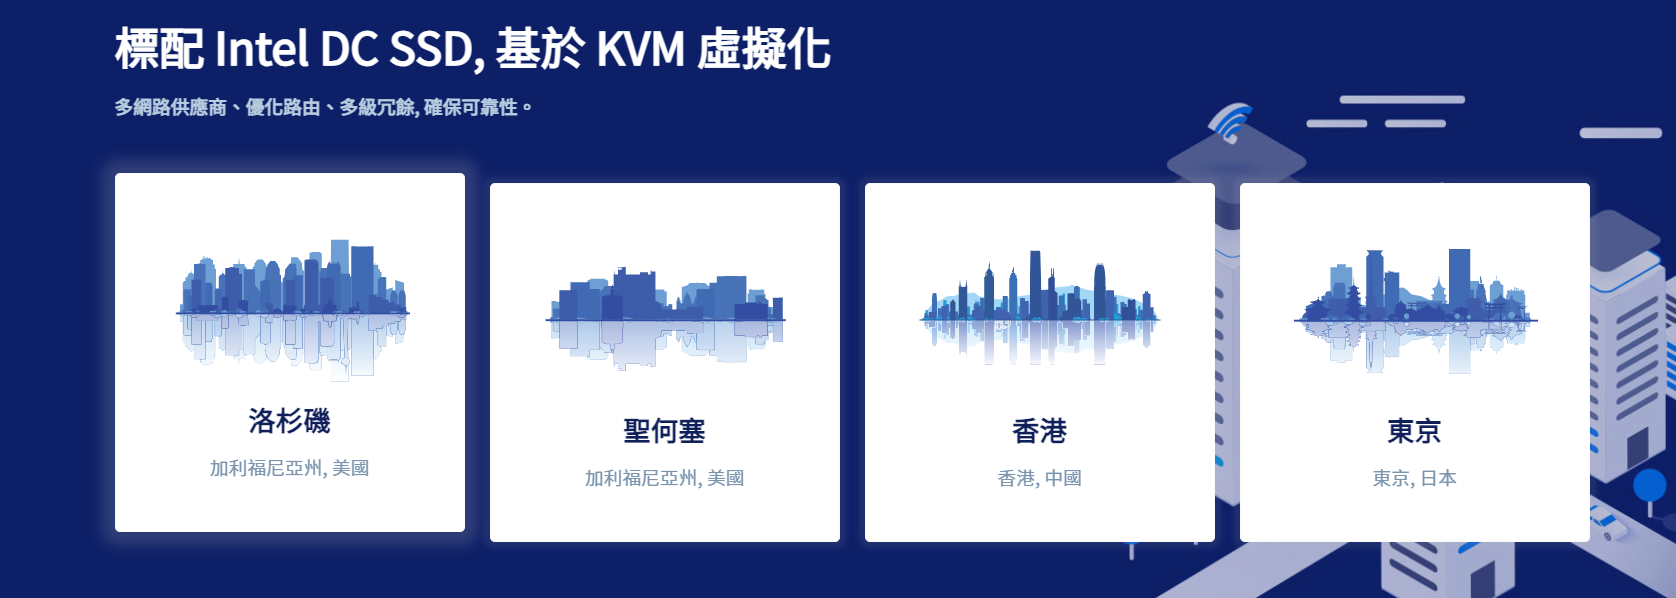 標配 Intel DC SSD, 基於 KVM 虛擬化
多網路供應商、優化路由、多級冗餘, 確保可靠性。
洛杉磯
加利福尼亞州, 美國
聖何塞
加利福尼亞州, 美國
香港
香港, 中國
東京
東京, 日本